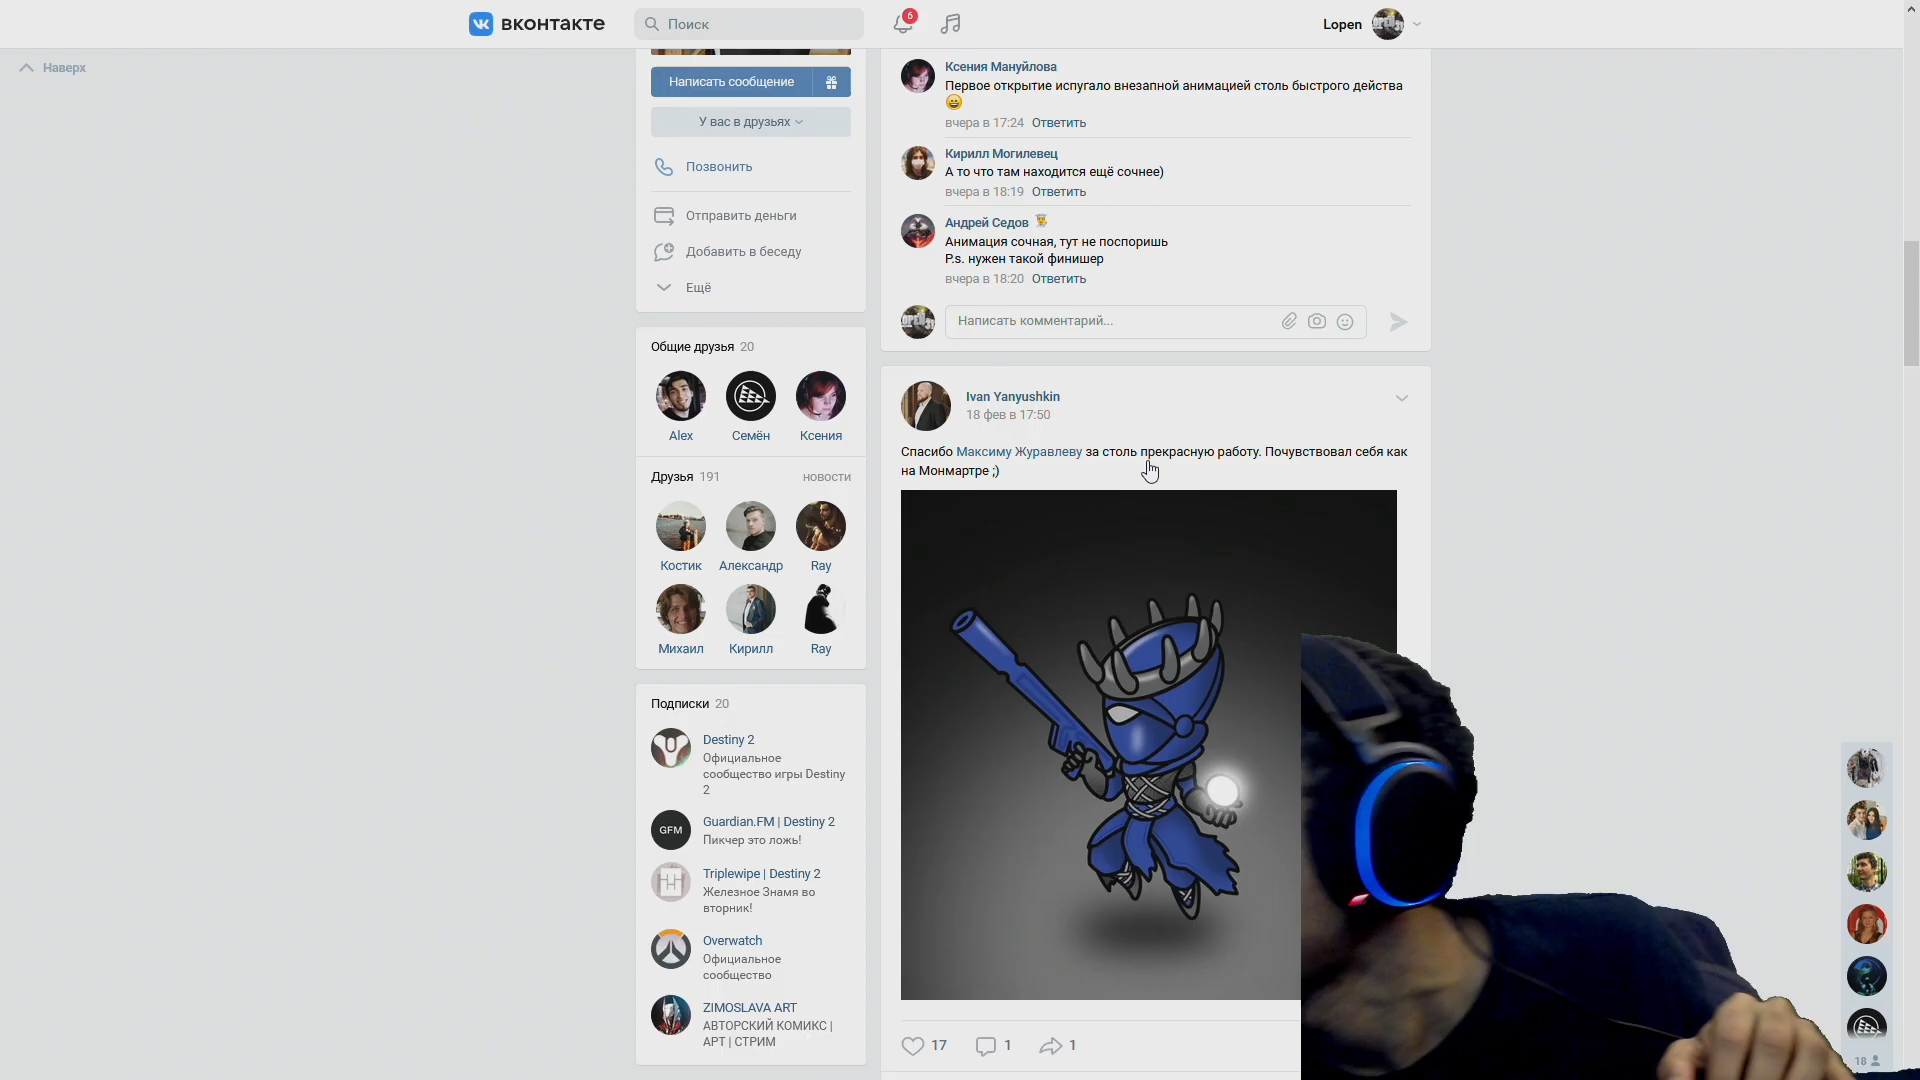 вконтакте
Поиск
6
Lopen
Наверх
Написать сообщение
У вас в друзьях
Позвонить
Отправить деньги
Добавить в беседу
Ещё
Общие друзья 20
Alex
Семён
Ксения
Друзья 191
новости
Костик
Александр
Ray
Михаил
Кирилл
Ray
Подписки 20
Destiny 2
Официальное
сообщество игры Destiny
2
GFM
Guardian.FM | Destiny 2
Пикчер это ложь!
Triplewipe | Destiny 2
Железное Знамя во
вторник!
Overwatch
Официальное
сообщество
ZIMOSLAVA ART
АВТОРСКИЙ КОМИКС |
АРТ | СТРИМ
Ксения Мануйлова
Первое открытие испугало внезапной анимацией столь быстрого действа
вчера в 17:24 Ответить
Кирилл Могилевец
А то что там находится ещё сочнее)
вчера в 18:19 Ответить
Андрей Седов
Анимация сочная, тут не поспоришь
P.s. нужен такой финишер
вчера в 18:20 Ответить
Написать комментарий...
Ivan Yanyushkin
18 фев в 17:50
Спасибо Максиму Журавлеву за столь прекрасную работу. Почувствовал себя как
на Монмартре ;)
17
1
1
18